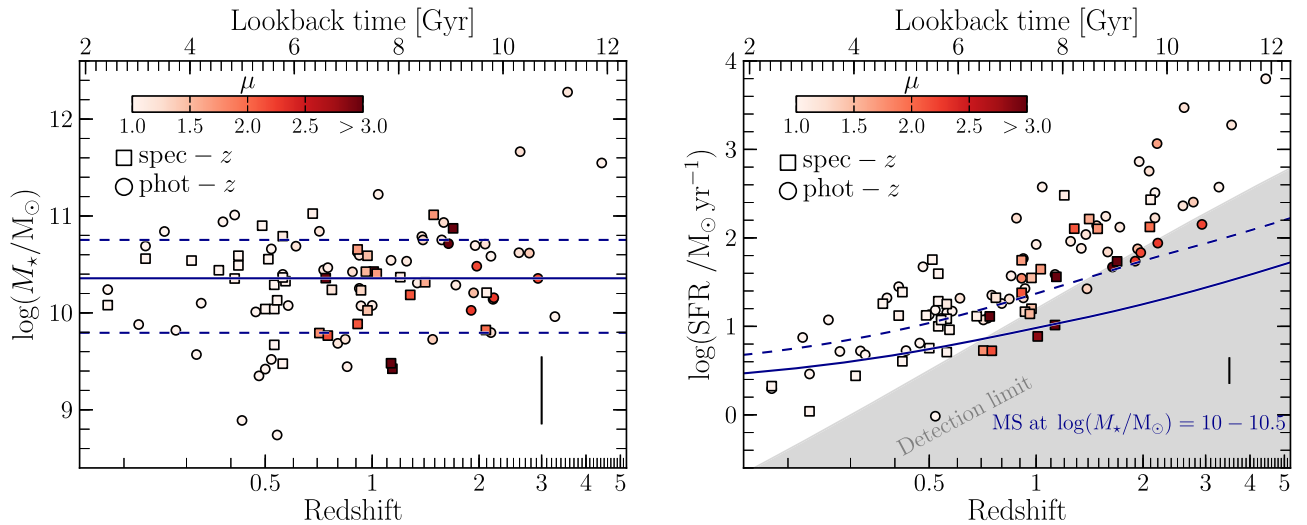 Lookback time [Gyr]
2 4 6 8 10 12
μ
1.0 1.5 2.0 2.5 > 3.0
spec − z
phot − z
log(M⋆/M⊙)
12
11
10
9
0.5 1 2 3 4 5
Redshift
Lookback time [Gyr]
2 4 6 8 10 12
μ
1.0 1.5 2.0 2.5 > 3.0
spec − z
phot − z
log(SFR /M⊙ yr⁻¹)
4
3
2
1
0
Detection limit
MS at log(M⋆/M⊙) = 10 − 10.5
0.5 1 2 3 4 5
Redshift